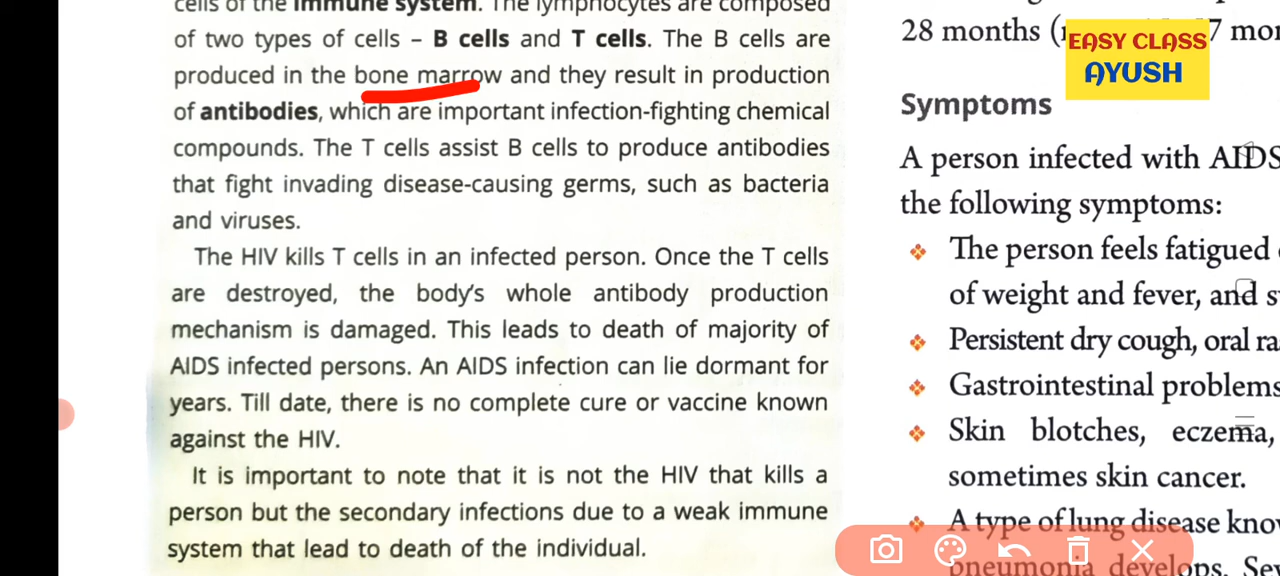 cells of the immune system. The lymphocytes are composed
of two types of cells – B cells and T cells. The B cells are
produced in the bone marrow and they result in production
of antibodies, which are important infection-fighting chemical
compounds. The T cells assist B cells to produce antibodies
that fight invading disease-causing germs, such as bacteria
and viruses.
The HIV kills T cells in an infected person. Once the T cells
are destroyed, the body's whole antibody production
mechanism is damaged. This leads to death of majority of
AIDS infected persons. An AIDS infection can lie dormant for
years. Till date, there is no complete cure or vaccine known
against the HIV.
It is important to note that it is not the HIV that kills a
person but the secondary infections due to a weak immune
system that lead to death of the individual.
28 months (
EASY CLASS
AYUSH
Symptoms
A person infected with AIDS
the following symptoms:
❖ The person feels fatigued
of weight and fever, and
❖ Persistent dry cough, oral
❖ Gastrointestinal problems
❖ Skin blotches, eczema,
sometimes skin cancer.
❖ A type of lung disease
pneumonia develops.